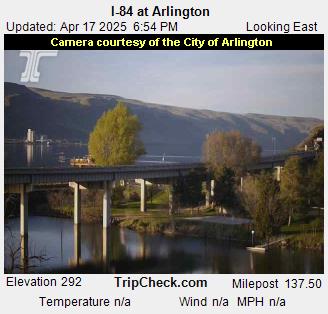 I-84 at Arlington
Updated: Apr 17 2025 6:54 PM Looking East
Camera courtesy of the City of Arlington
Elevation 292 TripCheck.com Milepost 137.50
Temperature n/a Wind n/a MPH n/a